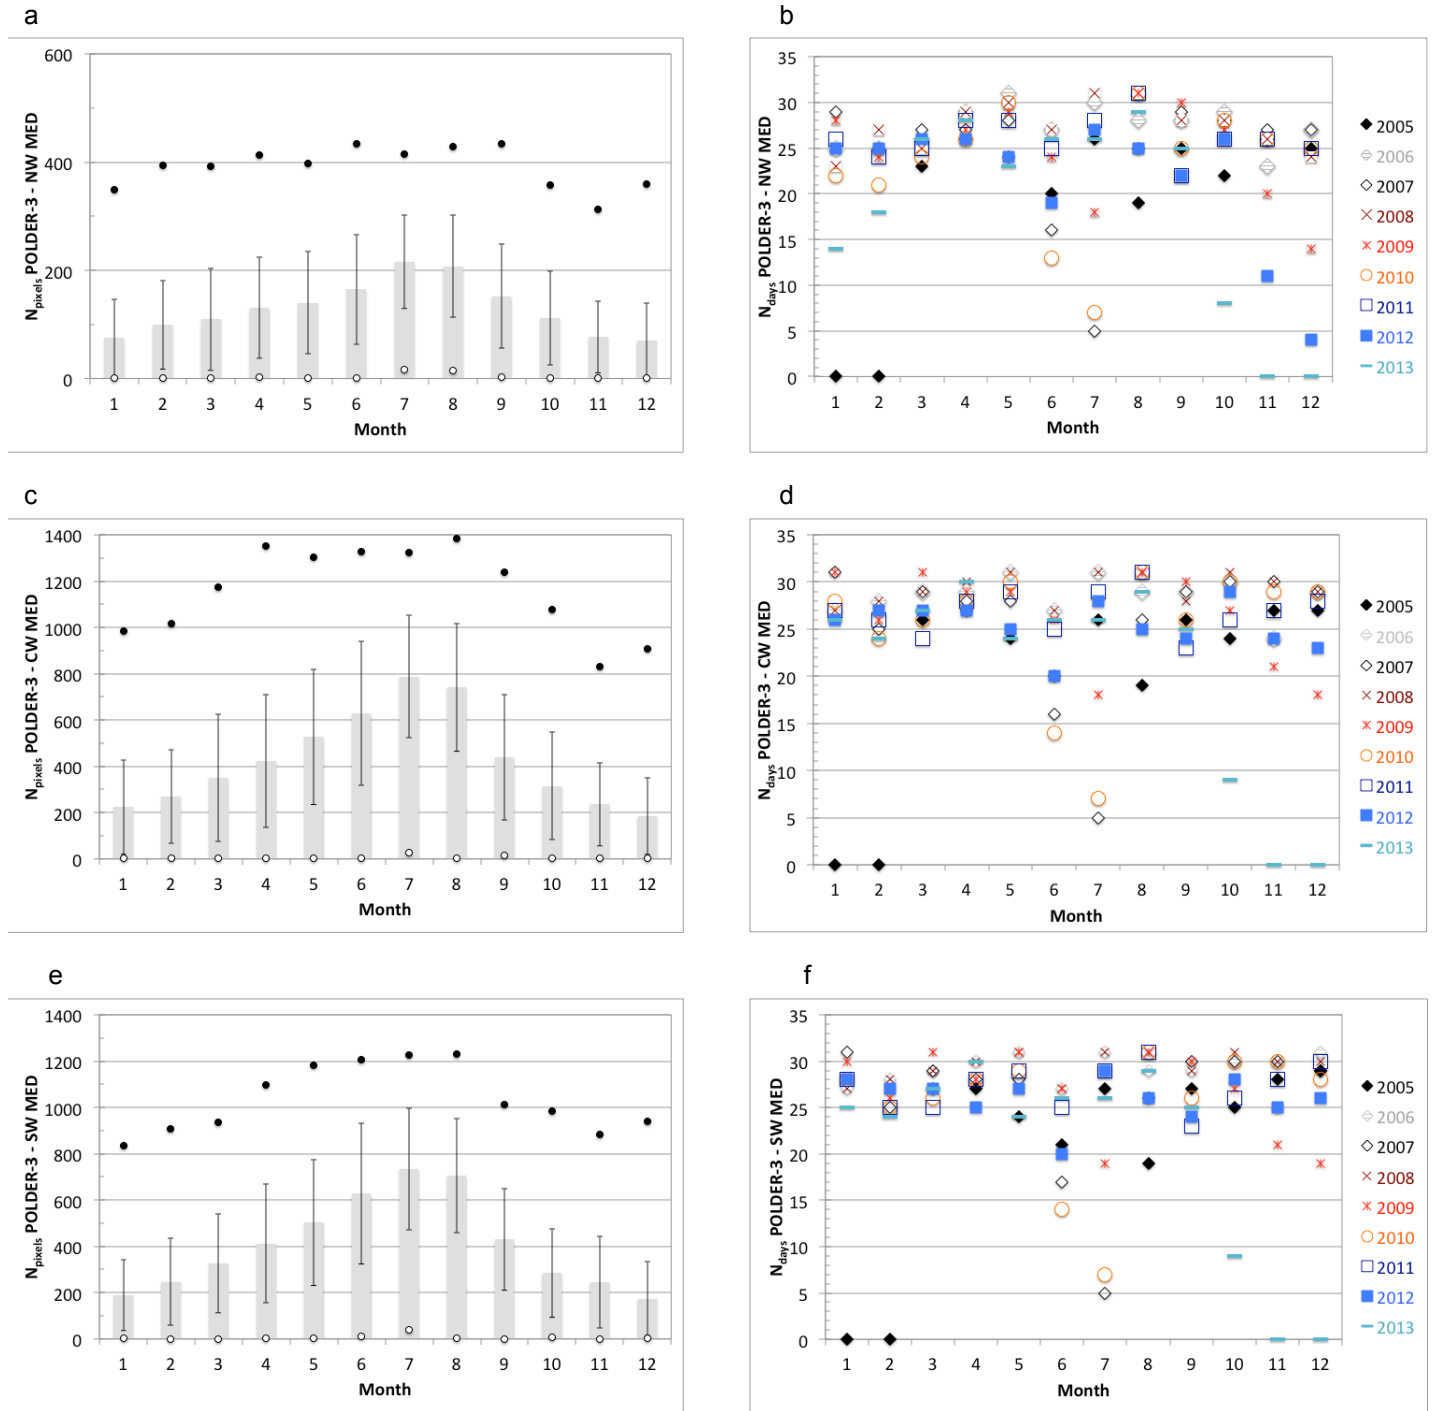 a
600
400
200
0
1 2 3 4 5 6 7 8 9 10 11 12
Month
Npixels POLDER-3 - NW MED
b
35
30
25
20
15
10
5
0
1 2 3 4 5 6 7 8 9 10 11 12
Month
Ndays POLDER-3 - NW MED
2005
2006
2007
2008
2009
2010
2011
2012
2013
c
1400
1200
1000
800
600
400
200
0
1 2 3 4 5 6 7 8 9 10 11 12
Month
Npixels POLDER-3 - CW MED
d
35
30
25
20
15
10
5
0
1 2 3 4 5 6 7 8 9 10 11 12
Month
Ndays POLDER-3 - CW MED
2005
2006
2007
2008
2009
2010
2011
2012
2013
e
1400
1200
1000
800
600
400
200
0
1 2 3 4 5 6 7 8 9 10 11 12
Month
Npixels POLDER-3 - SW MED
f
35
30
25
20
15
10
5
0
1 2 3 4 5 6 7 8 9 10 11 12
Month
Ndays POLDER-3 - SW MED
2005
2006
2007
2008
2009
2010
2011
2012
2013